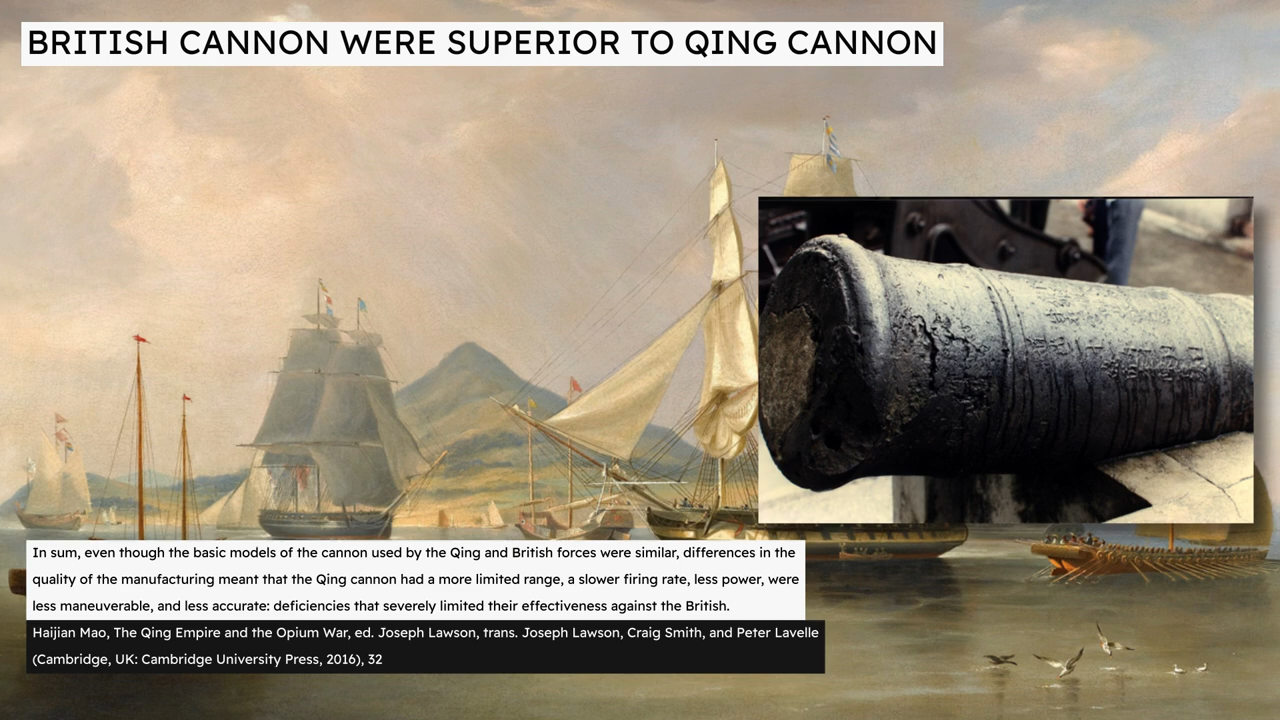 BRITISH CANNON WERE SUPERIOR TO QING CANNON
In sum, even though the basic models of the cannon used by the Qing and British forces were similar, differences in the
quality of the manufacturing meant that the Qing cannon had a more limited range, a slower firing rate, less power, were
less maneuverable, and less accurate: deficiencies that severely limited their effectiveness against the British.
Haijian Mao, The Qing Empire and the Opium War, ed. Joseph Lawson, trans. Joseph Lawson, Craig Smith, and Peter Lavelle
(Cambridge, UK: Cambridge University Press, 2016), 32